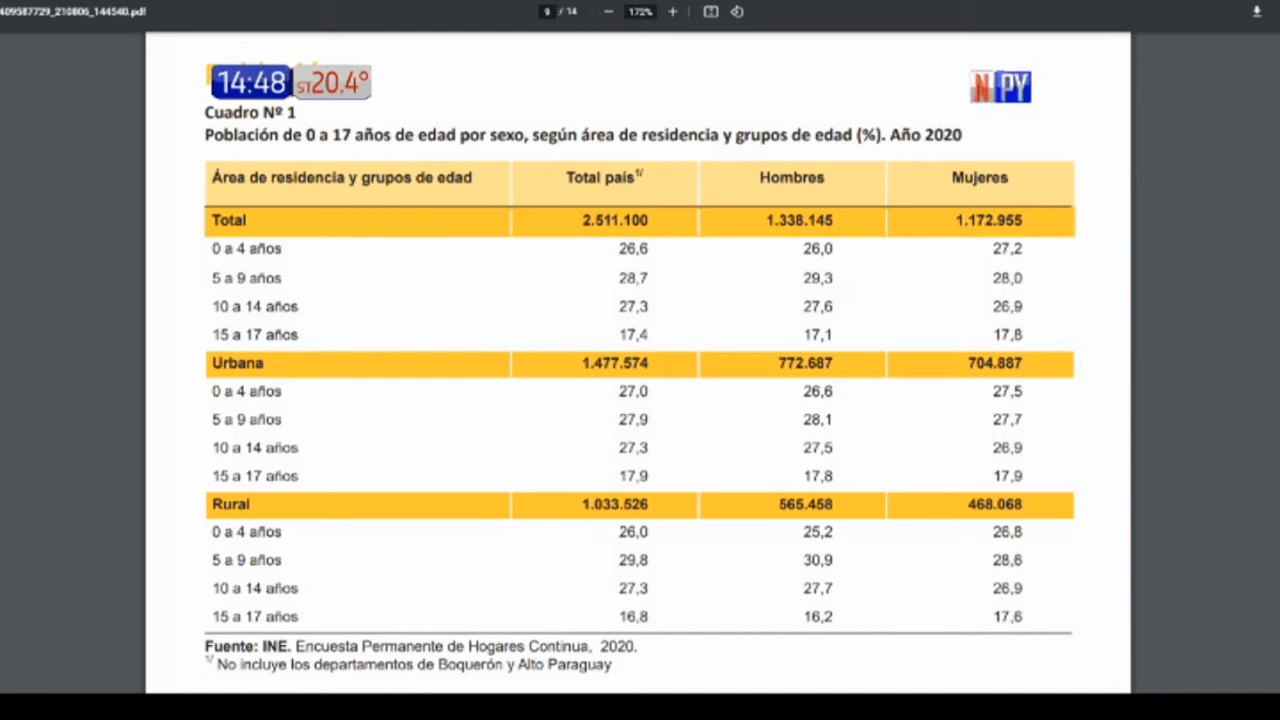 409587729_210806_144540.pdf
9 / 14
172%
14:48 ST20.4°
NPY
Cuadro Nº 1
Población de 0 a 17 años de edad por sexo, según área de residencia y grupos de edad (%). Año 2020
Área de residencia y grupos de edad Total país 1/ Hombres Mujeres
Total 2.511.100 1.338.145 1.172.955
0 a 4 años 26,6 26,0 27,2
5 a 9 años 28,7 29,3 28,0
10 a 14 años 27,3 27,6 26,9
15 a 17 años 17,4 17,1 17,8
Urbana 1.477.574 772.687 704.887
0 a 4 años 27,0 26,6 27,5
5 a 9 años 27,9 28,1 27,7
10 a 14 años 27,3 27,5 26,9
15 a 17 años 17,9 17,8 17,9
Rural 1.033.526 565.458 468.068
0 a 4 años 26,0 25,2 26,8
5 a 9 años 29,8 30,9 28,6
10 a 14 años 27,3 27,7 26,9
15 a 17 años 16,8 16,2 17,6
Fuente: INE. Encuesta Permanente de Hogares Continua, 2020.
1/ No incluye los departamentos de Boquerón y Alto Paraguay